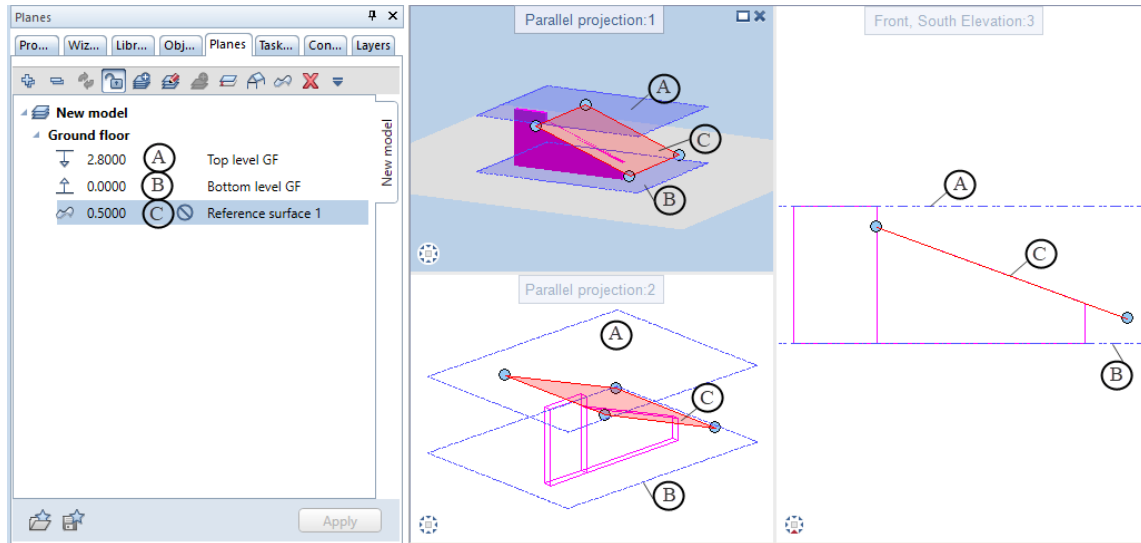 Planes
Pro... Wiz... Libr... Obj... Planes Task... Con... Layers
New model
Ground floor
2.8000 A Top level GF
0.0000 B Bottom level GF
0.5000 C Reference surface 1
New model
Apply
Parallel projection:1
A
C
B
Parallel projection:2
A
C
B
Front, South Elevation:3
A
C
B